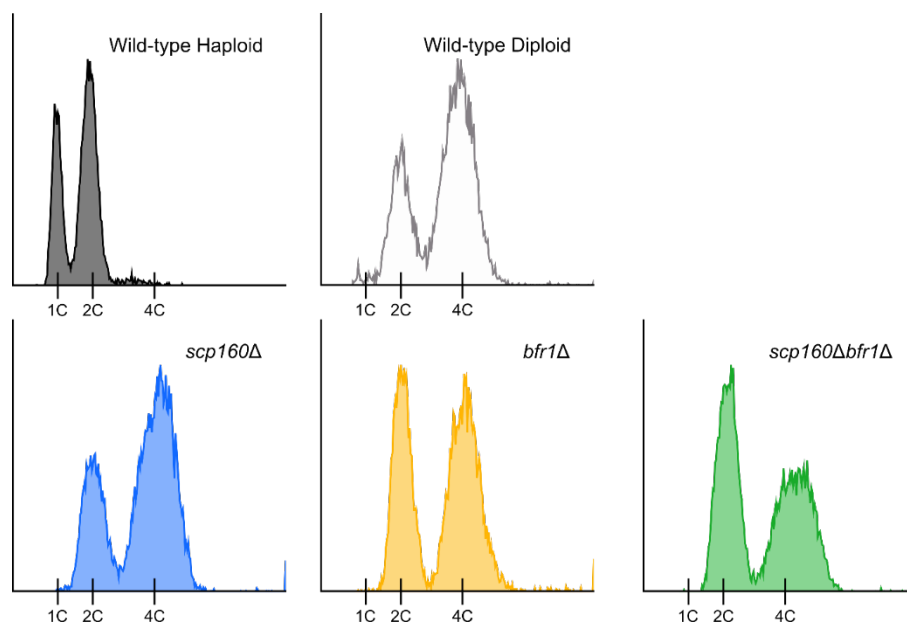 Wild-type Haploid
Wild-type Diploid
1C 2C 4C
1C 2C 4C
scp160Δ
bfr1Δ
scp160Δbfr1Δ
1C 2C 4C
1C 2C 4C
1C 2C 4C